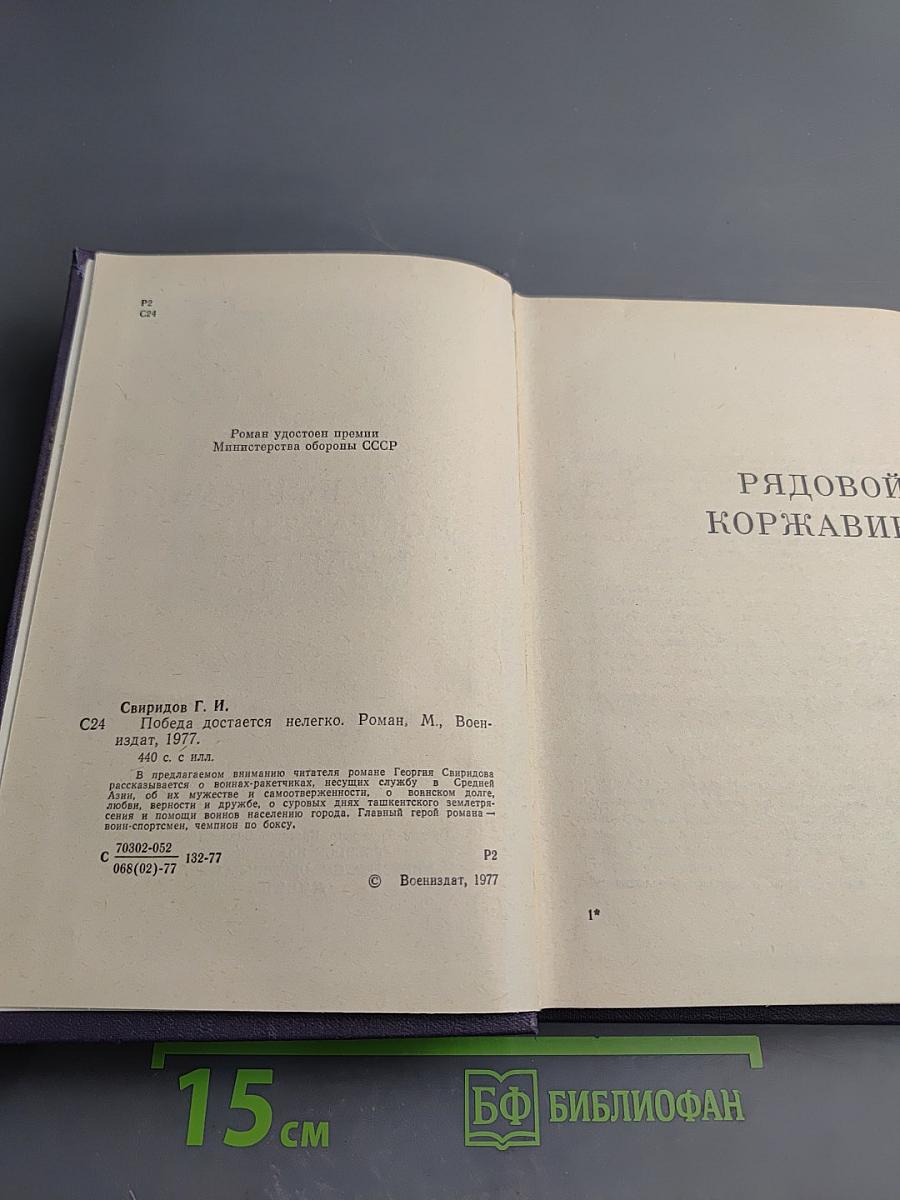 Р2
С24
Роман удостоен премии
Министерства обороны СССР
Свиридов Г. И.
С24 Победа достается нелегко. Роман, М., Воен-
издат, 1977.
440 с. с илл.
В предлагаемом вниманию читателя романе Георгия Свиридова
рассказывается о воинах-ракетчиках, несущих службу в Средней
Азии, об их мужестве и самоотверженности, о воинском долге,
любви, верности и дружбе, о суровых днях ташкентского землетря-
сения и помощи воинов населению города. Главный герой романа —
воин-спортсмен, чемпион по боксу.
С 70302-052 132-77 Р2
068(02)-77
© Воениздат, 1977
РЯДОВОЙ
КОРЖАВИ
1*
15 см БФ БИБЛИОФАН